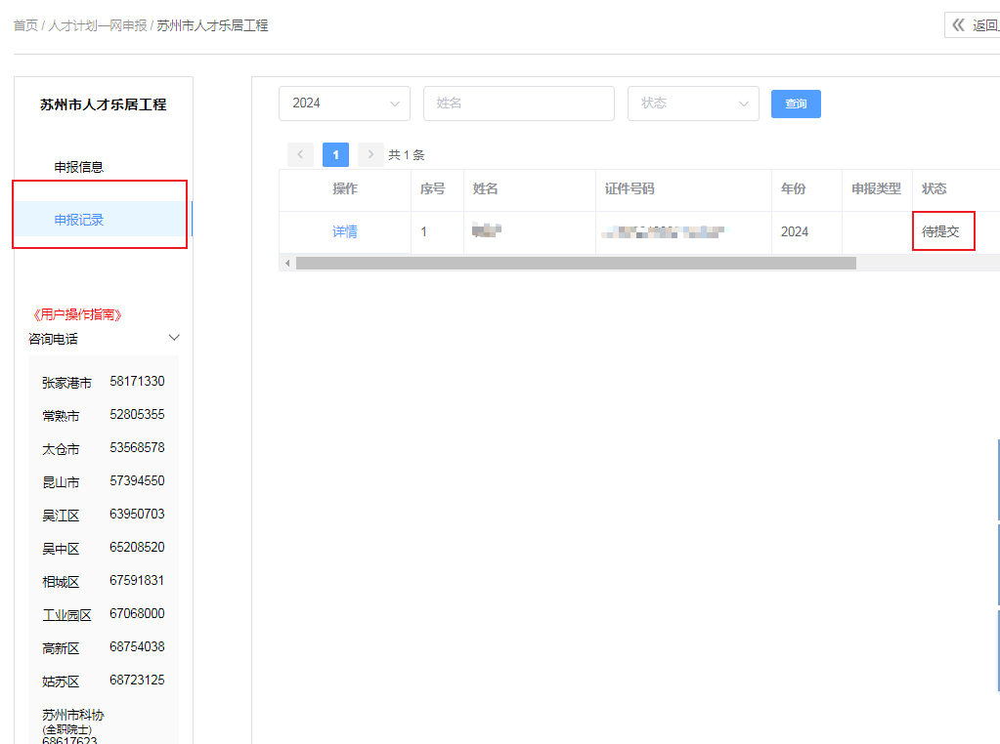 首页 / 人才计划一网申报 / 苏州市人才乐居工程
返回
苏州市人才乐居工程
申报信息
申报记录
《用户操作指南》
咨询电话
张家港市 58171330
常熟市 52805355
太仓市 53568578
昆山市 57394550
吴江区 63950703
吴中区 65208520
相城区 67591831
工业园区 67068000
高新区 68754038
姑苏区 68723125
苏州市科协
(全职院士)
68617623
2024 姓名 状态 查询
1 共 1 条
操作 序号 姓名 证件号码 年份 申报类型 状态
详情 1 2024 待提交